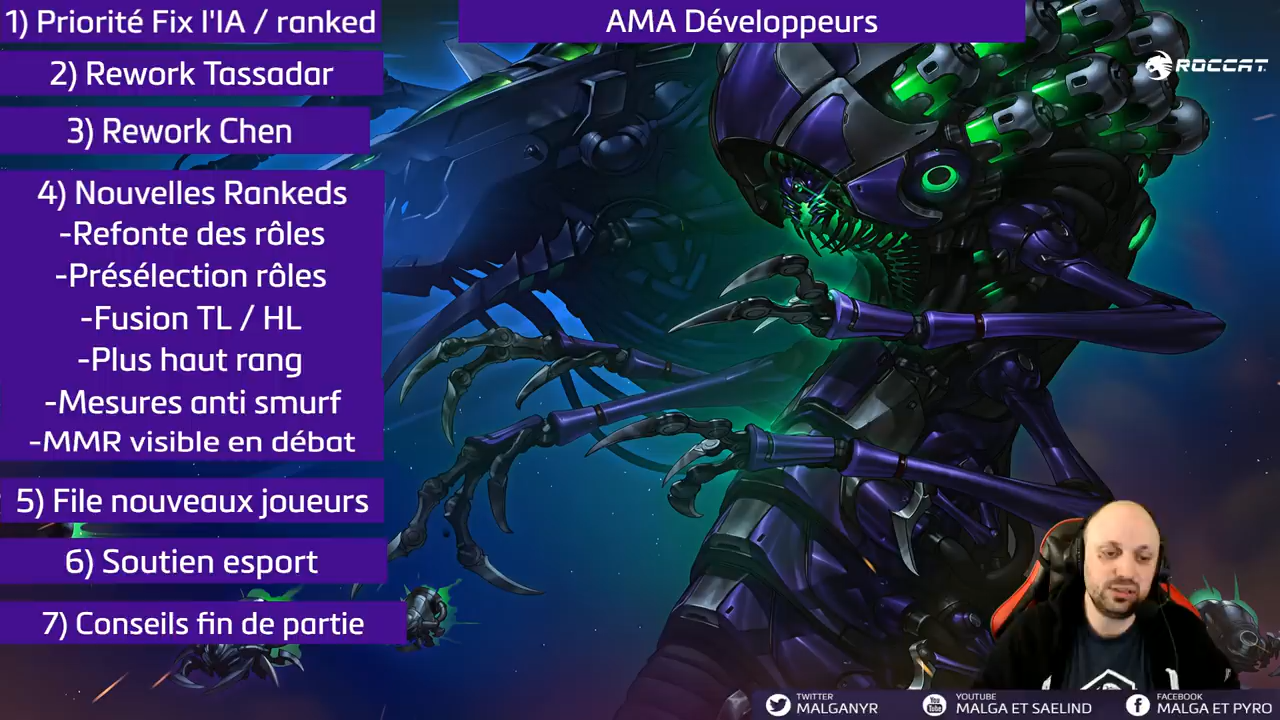 1) Priorité Fix l'IA / ranked
AMA Développeurs
ROCCAT
2) Rework Tassadar
3) Rework Chen
4) Nouvelles Rankeds
-Refonte des rôles
-Présélection rôles
-Fusion TL / HL
-Plus haut rang
-Mesures anti smurf
-MMR visible en débat
5) File nouveaux joueurs
6) Soutien esport
7) Conseils fin de partie
TWITTER
MALGANYR
You Tube
YOUTUBE
MALGA ET SAELIND
FACEBOOK
MALGA ET PYRO